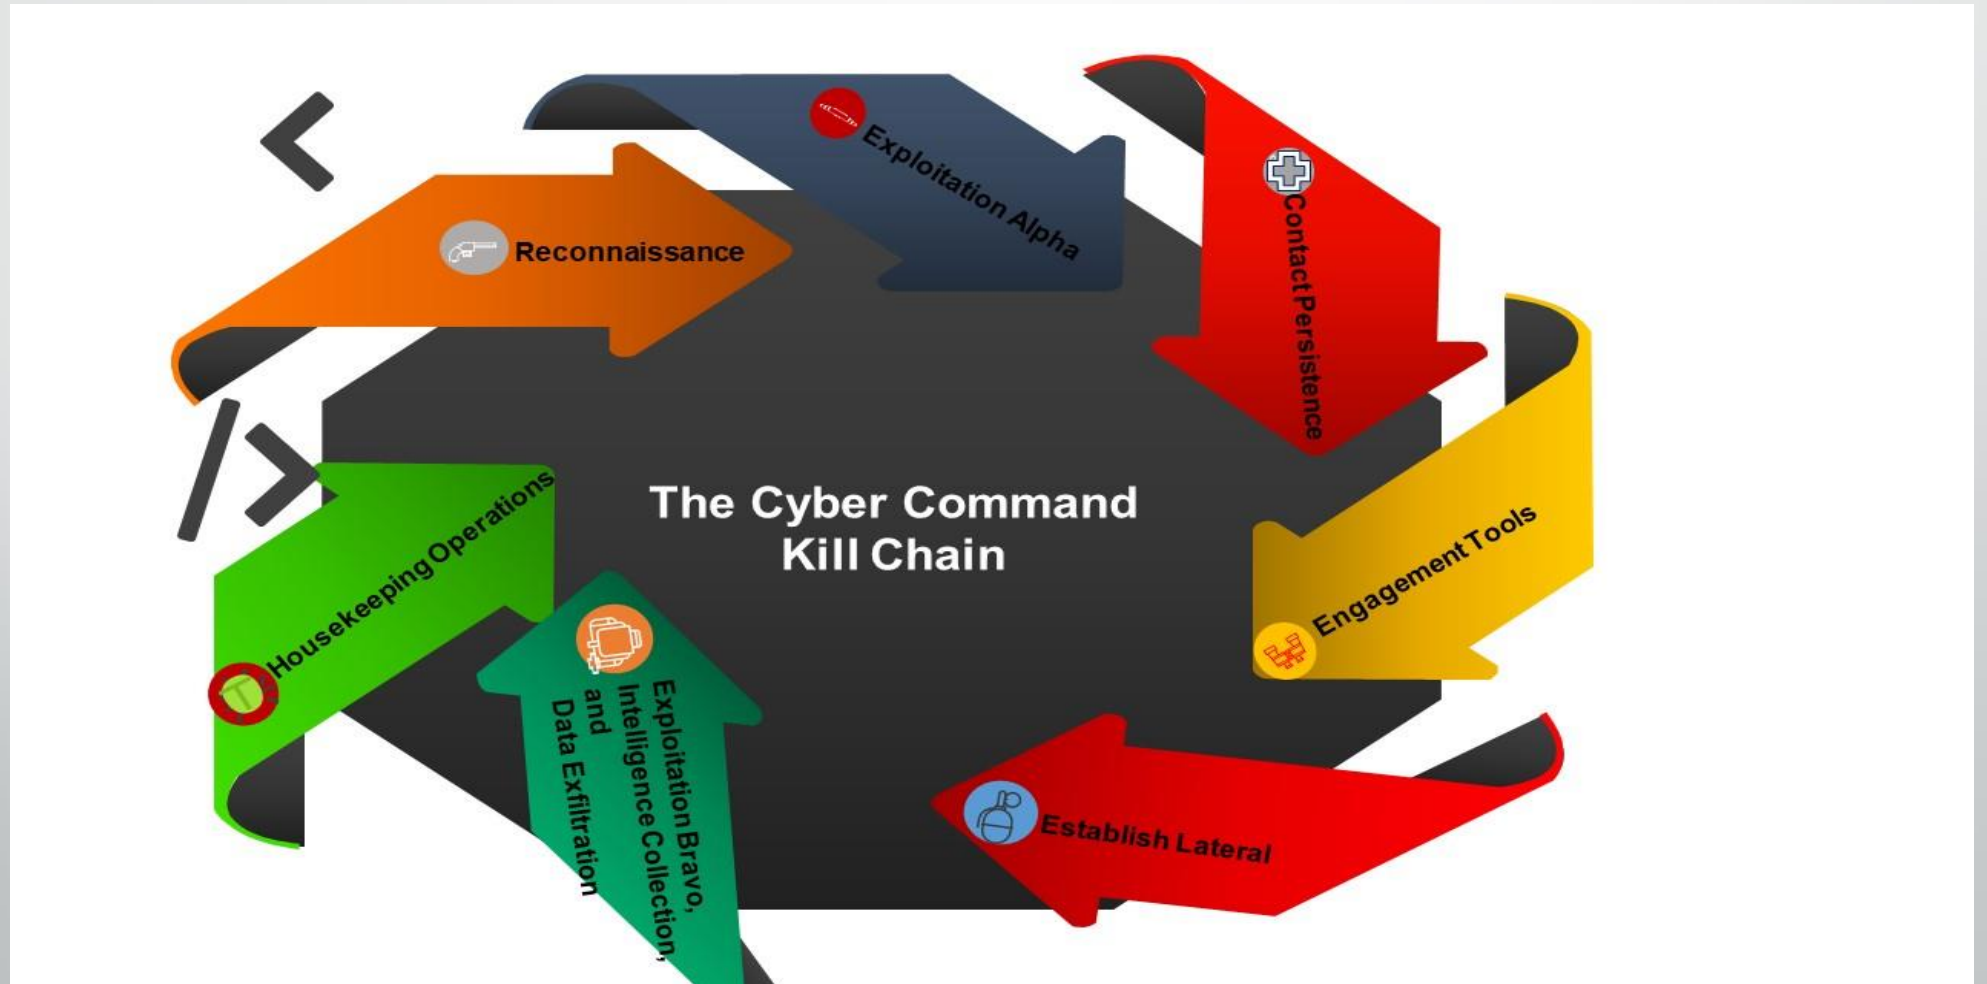 Reconnaissance
Exploitation Alpha
Contact Persistence
Engagement Tools
Establish Lateral
Exploitation Bravo,
Intelligence Collection,
and
Data Exfiltration
Housekeeping Operations
The Cyber Command
Kill Chain